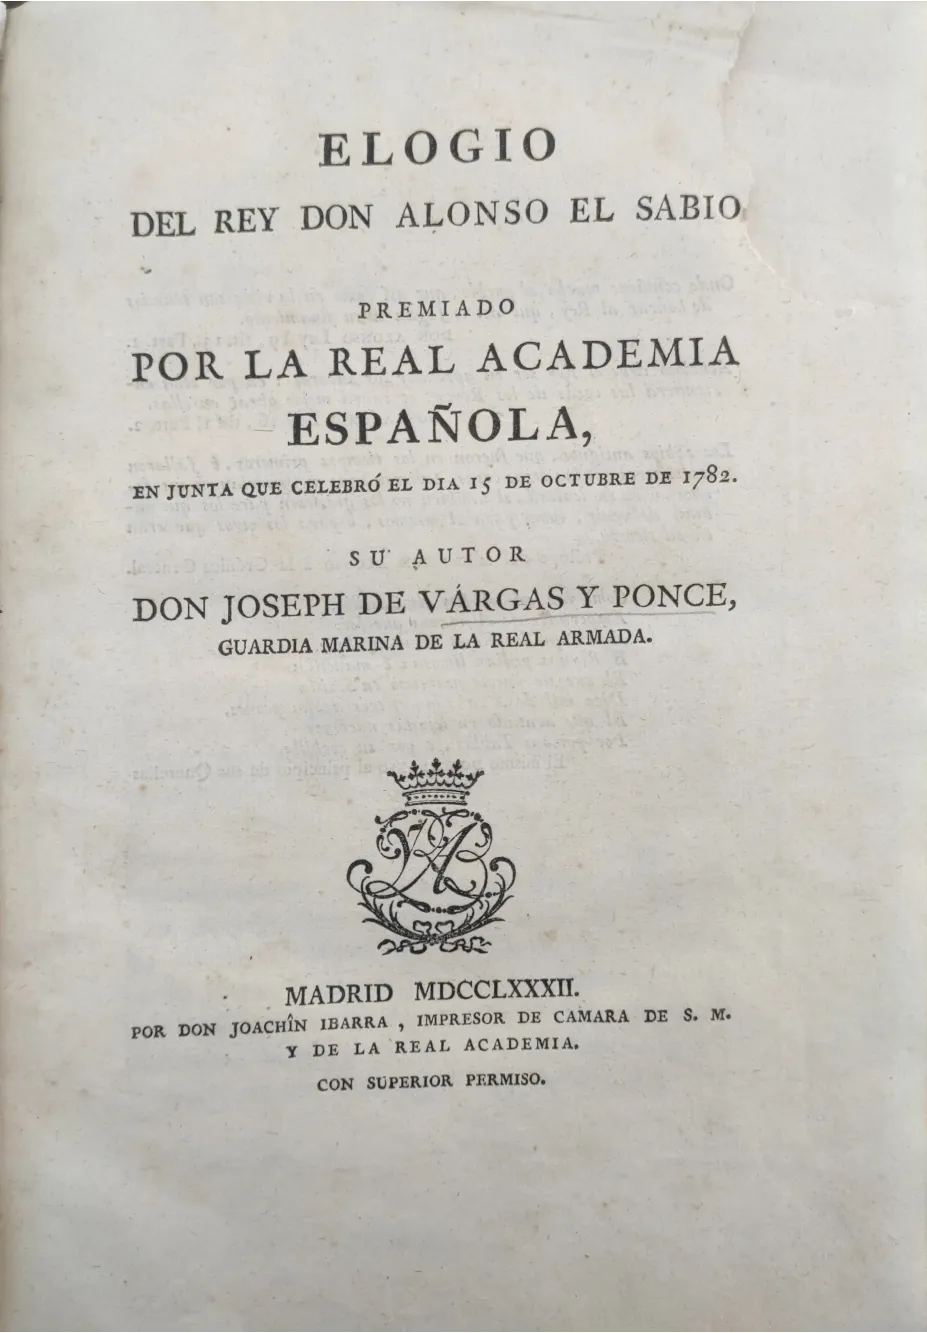 ELOGIO
DEL REY DON ALONSO EL SABIO
PREMIADO
POR LA REAL ACADEMIA
ESPAÑOLA,
EN JUNTA QUE CELEBRÓ EL DIA 15 DE OCTUBRE DE 1782.
SU AUTOR
DON JOSEPH DE VÁRGAS Y PONCE,
GUARDIA MARINA DE LA REAL ARMADA.
MADRID MDCCLXXXII.
POR DON JOACHÎN IBARRA , IMPRESOR DE CAMARA DE S. M.
Y DE LA REAL ACADEMIA.
CON SUPERIOR PERMISO.